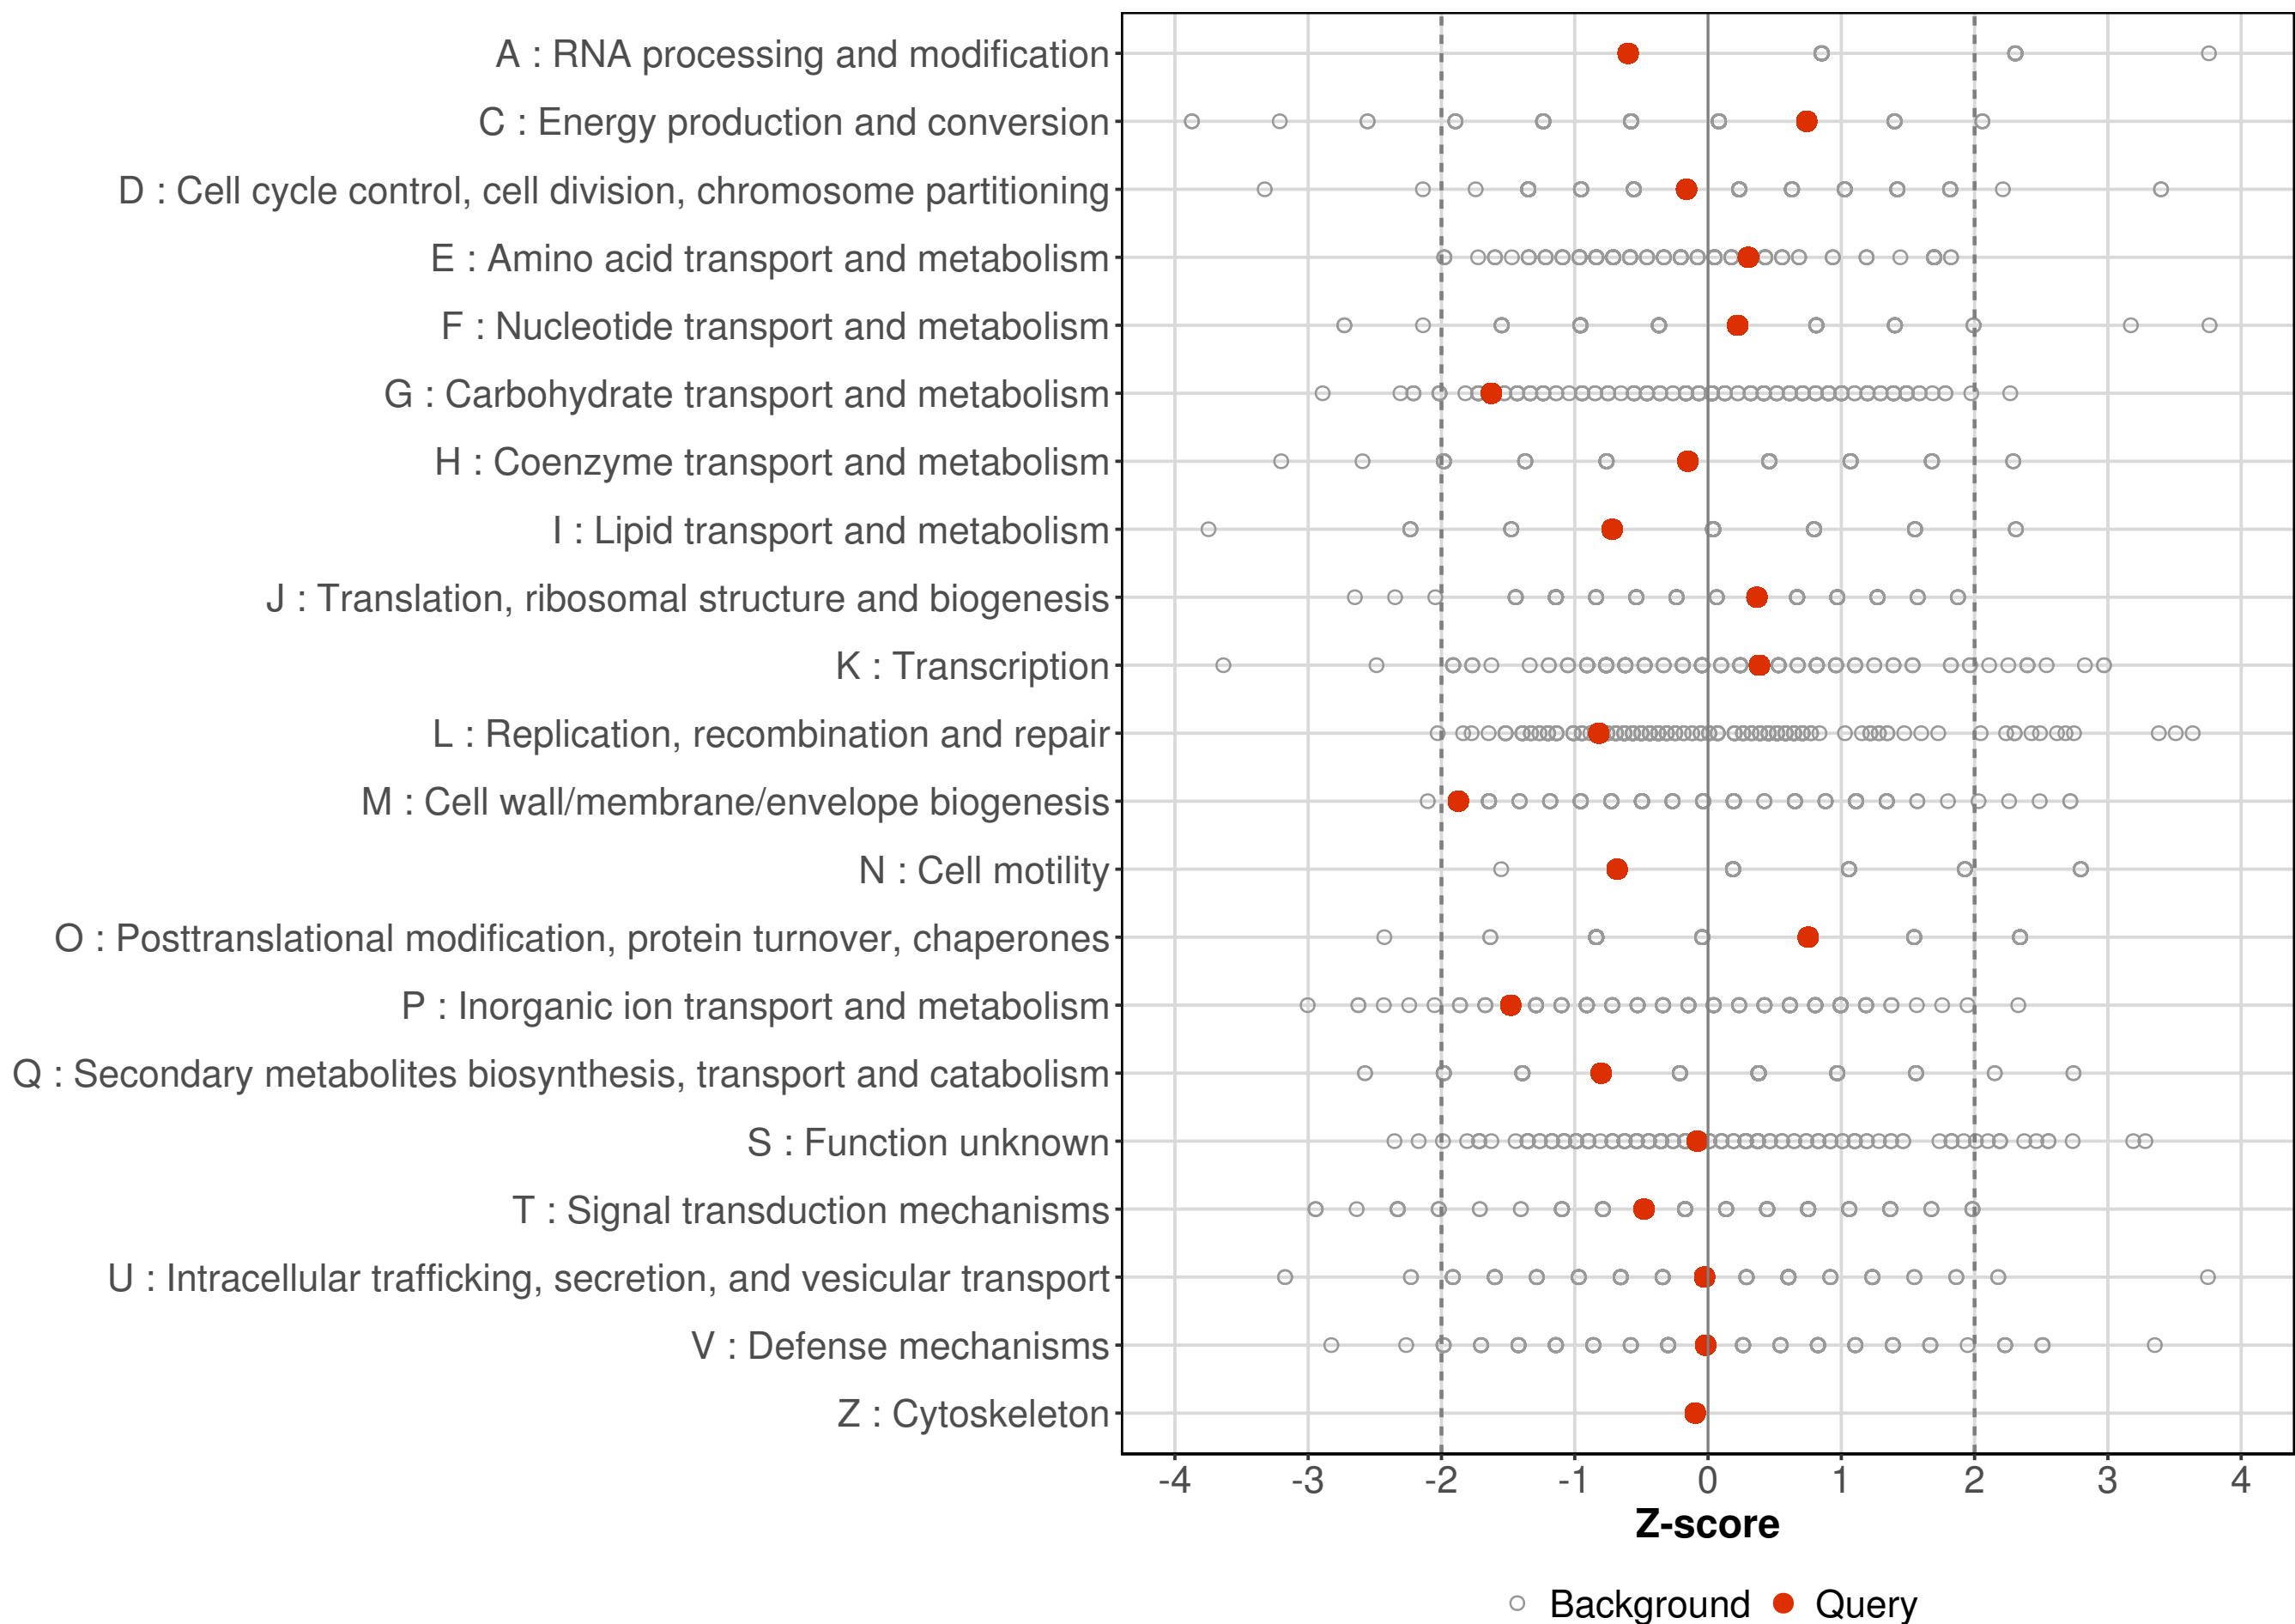 A : RNA processing and modification
C : Energy production and conversion
D : Cell cycle control, cell division, chromosome partitioning
E : Amino acid transport and metabolism
F : Nucleotide transport and metabolism
G : Carbohydrate transport and metabolism
H : Coenzyme transport and metabolism
I : Lipid transport and metabolism
J : Translation, ribosomal structure and biogenesis
K : Transcription
L : Replication, recombination and repair
M : Cell wall/membrane/envelope biogenesis
N : Cell motility
O : Posttranslational modification, protein turnover, chaperones
P : Inorganic ion transport and metabolism
Q : Secondary metabolites biosynthesis, transport and catabolism
S : Function unknown
T : Signal transduction mechanisms
U : Intracellular trafficking, secretion, and vesicular transport
V : Defense mechanisms
Z : Cytoskeleton
-4 -3 -2 -1 0 1 2 3 4
Z-score
Background Query